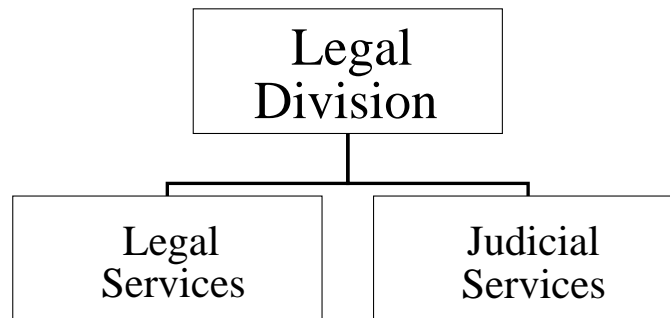 Legal
Division
Legal
Services
Judicial
Services